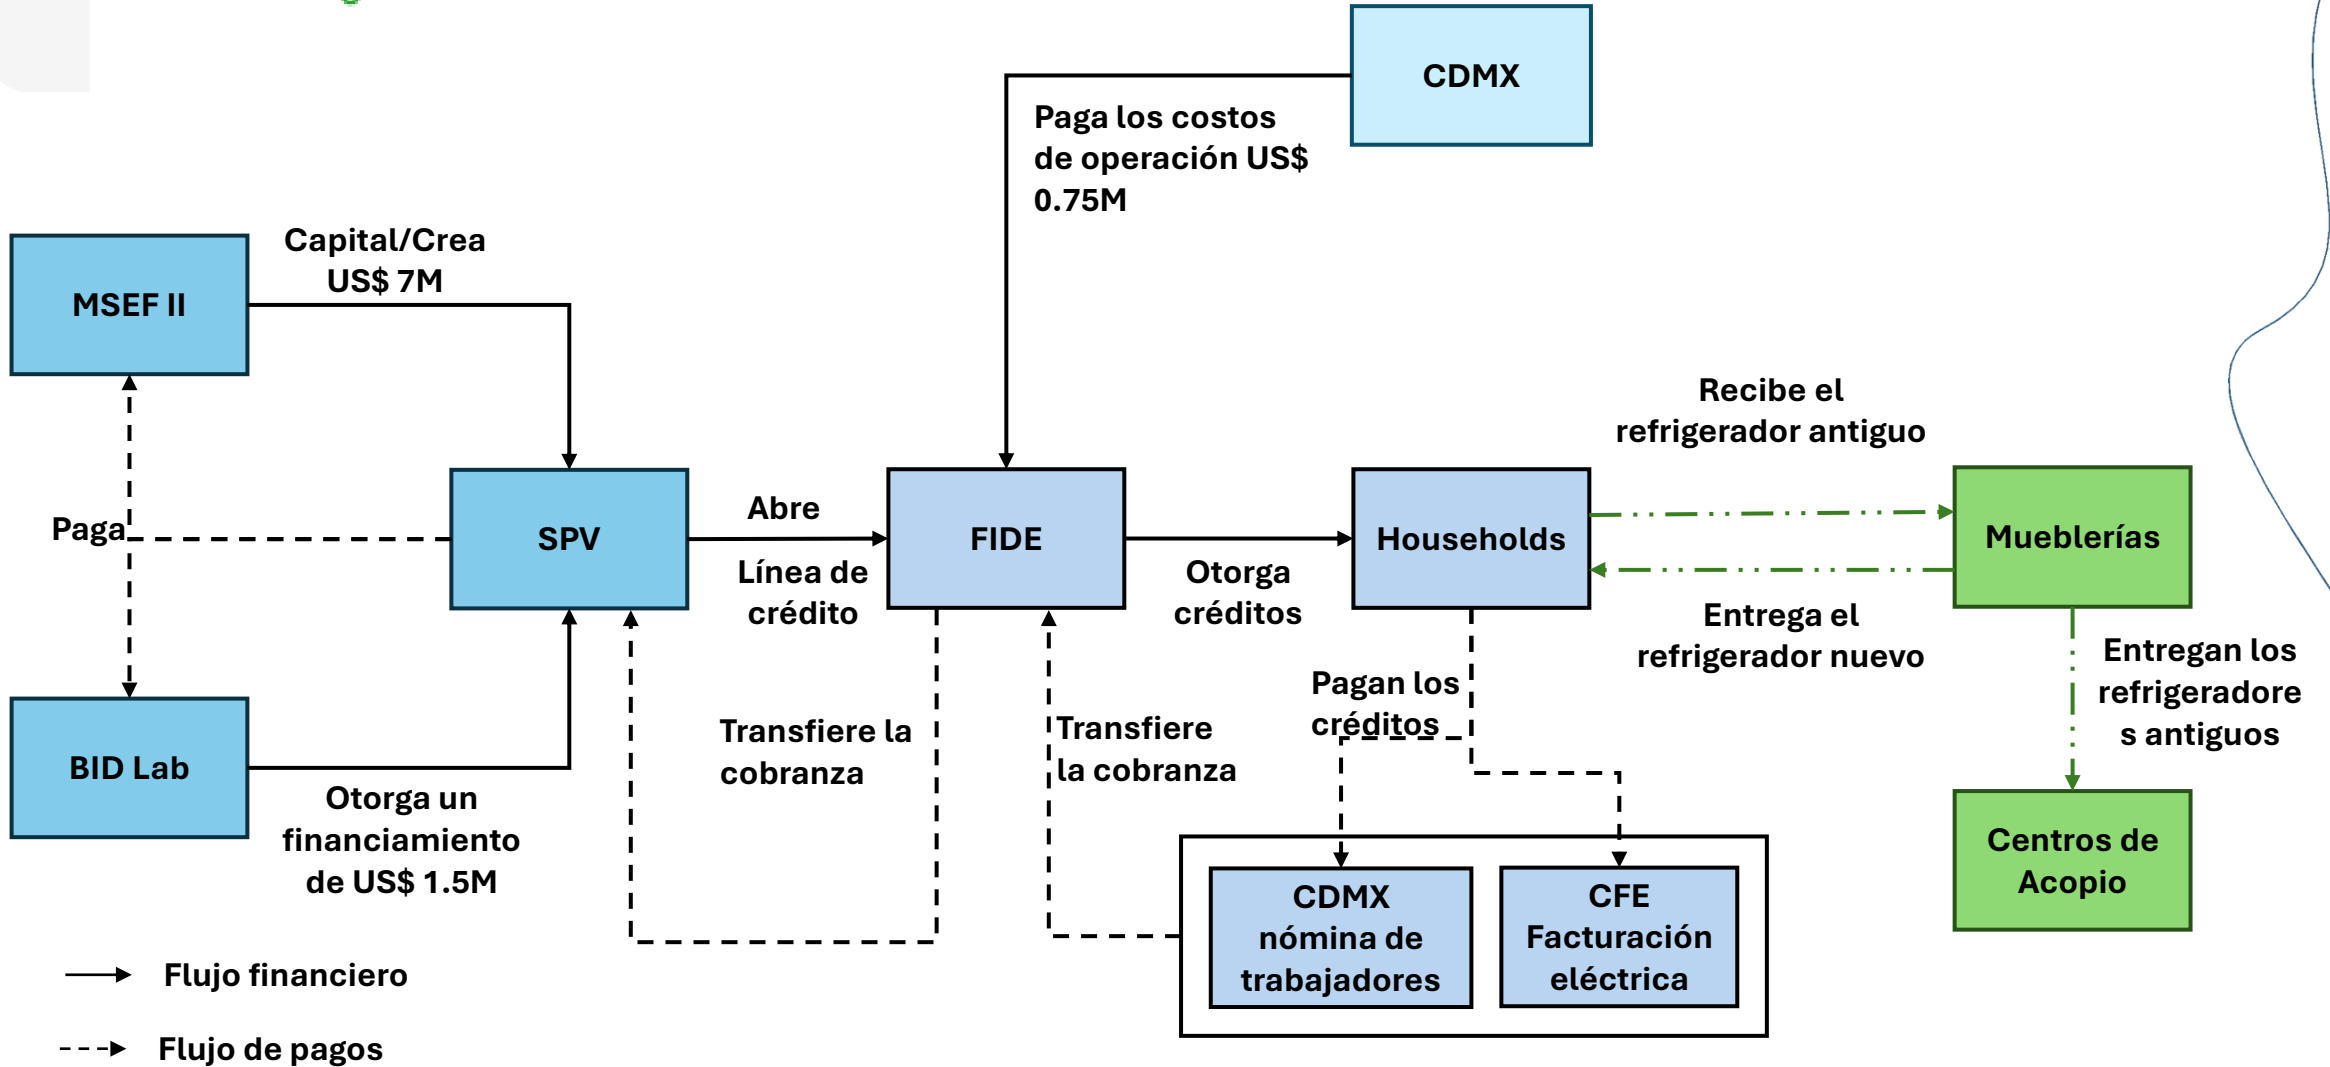 CDMX
Paga los costos
de operación US$
0.75M
Capital/Crea
US$ 7M
MSEF II
Recibe el
refrigerador antiguo
Paga
SPV
Abre
Línea de
crédito
FIDE
Otorga
créditos
Households
Mueblerías
Entrega el
refrigerador nuevo
Entregan los
refrigeradore
s antiguos
Pagan los
créditos
Transfiere la
cobranza
Transfiere
la cobranza
BID Lab
Otorga un
financiamiento
de US$ 1.5M
Centros de
Acopio
CDMX
nómina de
trabajadores
CFE
Facturación
eléctrica
Flujo financiero
Flujo de pagos